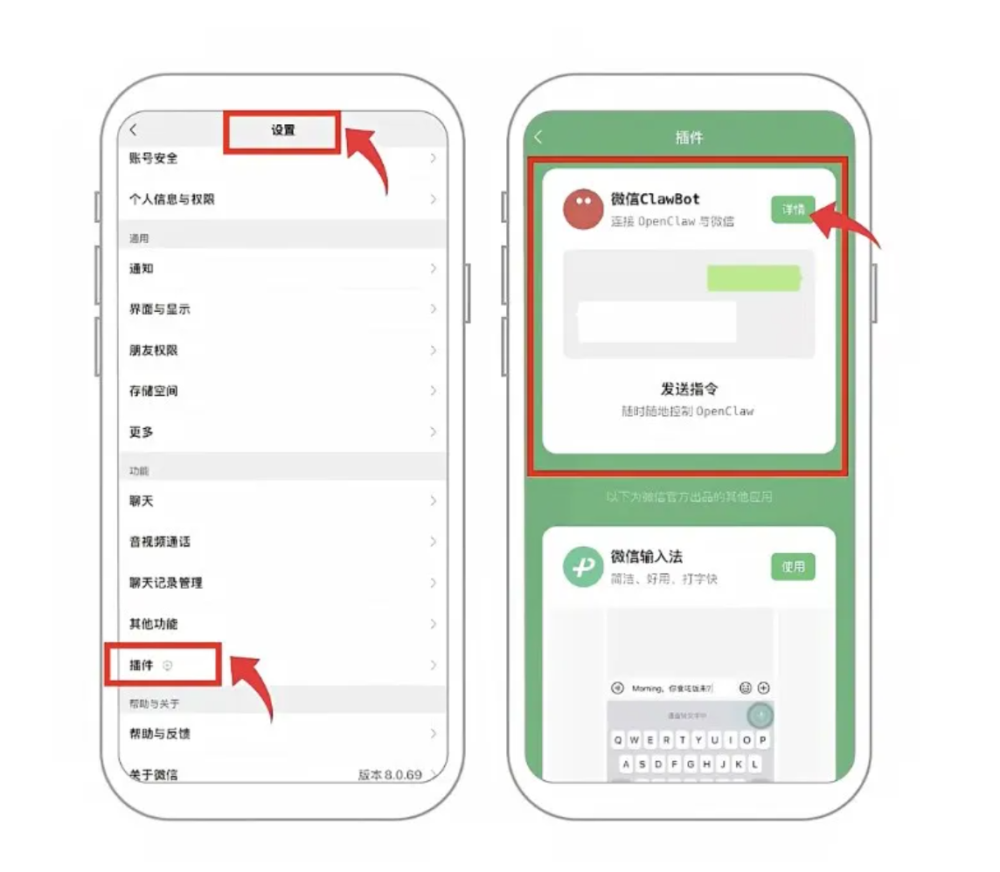 设置
账号安全
个人信息与权限
通用
通知
界面与显示
朋友权限
存储空间
更多
功能
聊天
音视频通话
聊天记录管理
其他功能
插件
帮助与关于
帮助与反馈
关于微信 版本 8.0.69
插件
微信ClawBot
连接 OpenClaw 与微信
详情
发送指令
随时随地控制 OpenClaw
以下为微信官方出品的其他应用
微信输入法
简洁、好用、打字快
使用
Morning,
Q W E R T Y U I O P
A S D F G H J K L